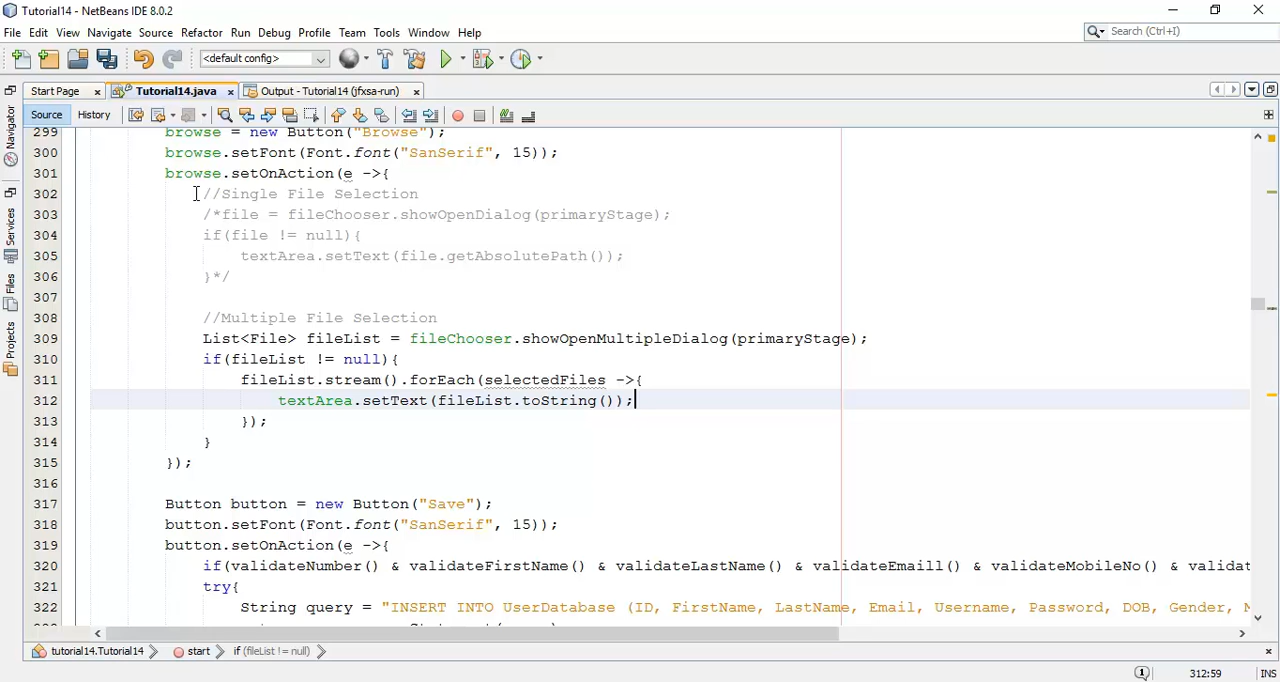 Tutorial14 - NetBeans IDE 8.0.2
File Edit View Navigate Source Refactor Run Debug Profile Team Tools Window Help
Search (Ctrl+I)
<default config>
Start Page Tutorial14.java Output - Tutorial14 (jfxsa-run)
Source History
Navigator
Services
Files
Projects
299 browse = new Button("Browse");
300 browse.setFont(Font.font("SanSerif", 15));
301 browse.setOnAction(e ->{
302 //Single File Selection
303 /*file = fileChooser.showOpenDialog(primaryStage);
304 if(file != null){
305 textArea.setText(file.getAbsolutePath());
306 }*/
307
308 //Multiple File Selection
309 List<File> fileList = fileChooser.showOpenMultipleDialog(primaryStage);
310 if(fileList != null){
311 fileList.stream().forEach(selectedFiles ->{
312 textArea.setText(fileList.toString());
313 });
314 }
315 });
316
317 Button button = new Button("Save");
318 button.setFont(Font.font("SanSerif", 15));
319 button.setOnAction(e ->{
320 if(validateNumber() & validateFirstName() & validateLastName() & validateEmaill() & validateMobileNo() & validat
321 try{
322 String query = "INSERT INTO UserDatabase (ID, FirstName, LastName, Email, Username, Password, DOB, Gender, M
tutorial14.Tutorial14 start if (fileList != null)
1 312:59 INS